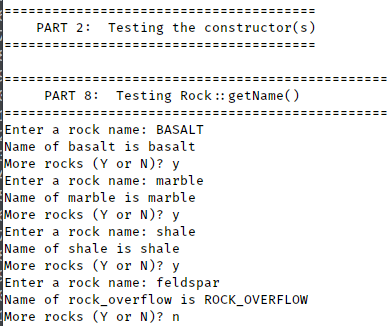 ========================================
PART 2:  Testing the constructor(s)
========================================
=================================================
PART 8:  Testing Rock::getName()
=================================================
Enter a rock name: BASALT
Name of basalt is basalt
More rocks (Y or N)? y
Enter a rock name: marble
Name of marble is marble
More rocks (Y or N)? y
Enter a rock name: shale
Name of shale is shale
More rocks (Y or N)? y
Enter a rock name: feldspar
Name of rock_overflow is ROCK_OVERFLOW
More rocks (Y or N)? n